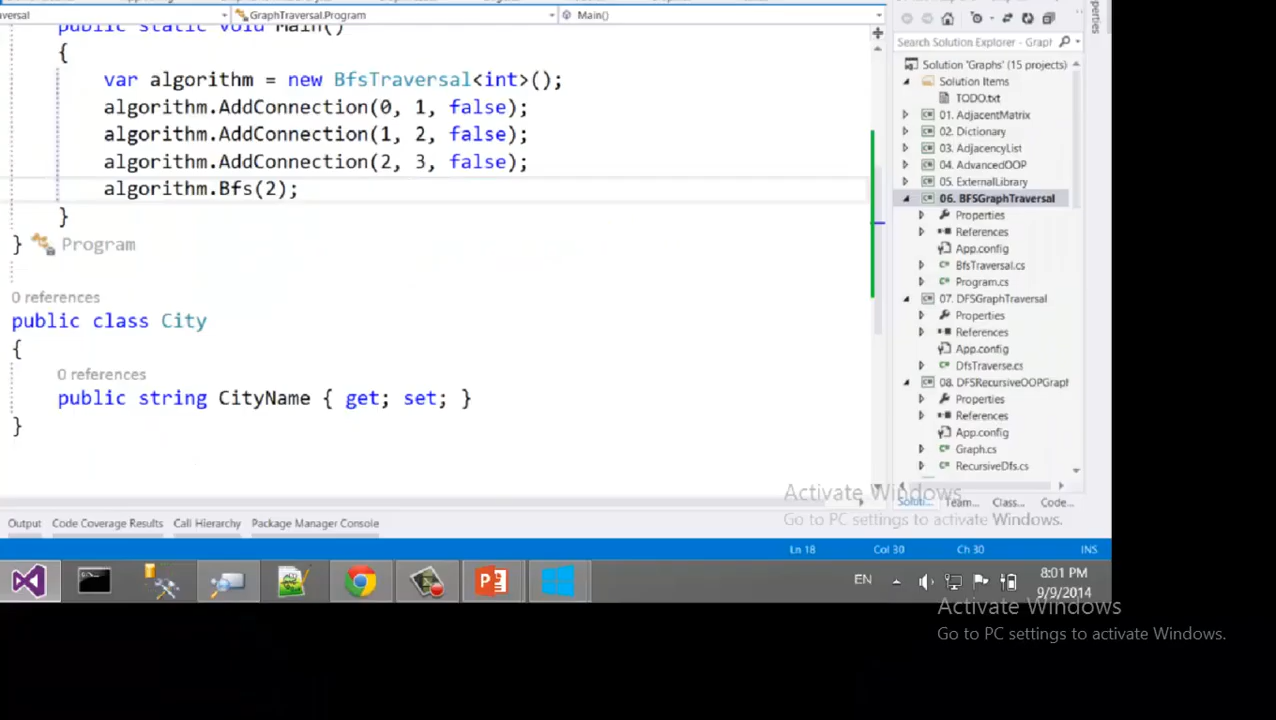 GraphTraversal.Program
Main()
public static void Main()
{
var algorithm = new BfsTraversal<int>();
algorithm.AddConnection(0, 1, false);
algorithm.AddConnection(1, 2, false);
algorithm.AddConnection(2, 3, false);
algorithm.Bfs(2);
}
} Program
0 references
public class City
{
0 references
public string CityName { get; set; }
}
Search Solution Explorer - Graph
Solution 'Graphs' (15 projects)
Solution Items
TODO.txt
01. AdjacentMatrix
02. Dictionary
03. AdjacencyList
04. AdvancedOOP
05. ExternalLibrary
06. BFSGraphTraversal
Properties
References
App.config
BfsTraversal.cs
Program.cs
07. DFSGraphTraversal
Properties
References
App.config
DfsTraverse.cs
08. DFSRecursiveOOPGraph
Properties
References
App.config
Graph.cs
RecursiveDfs.cs
Soluti... Team... Class... Code...
Activate Windows
Go to PC settings to activate Windows.
Output Code Coverage Results Call Hierarchy Package Manager Console
Ln 18 Col 30 Ch 30 INS
EN
8:01 PM
9/9/2014
Activate Windows
Go to PC settings to activate Windows.